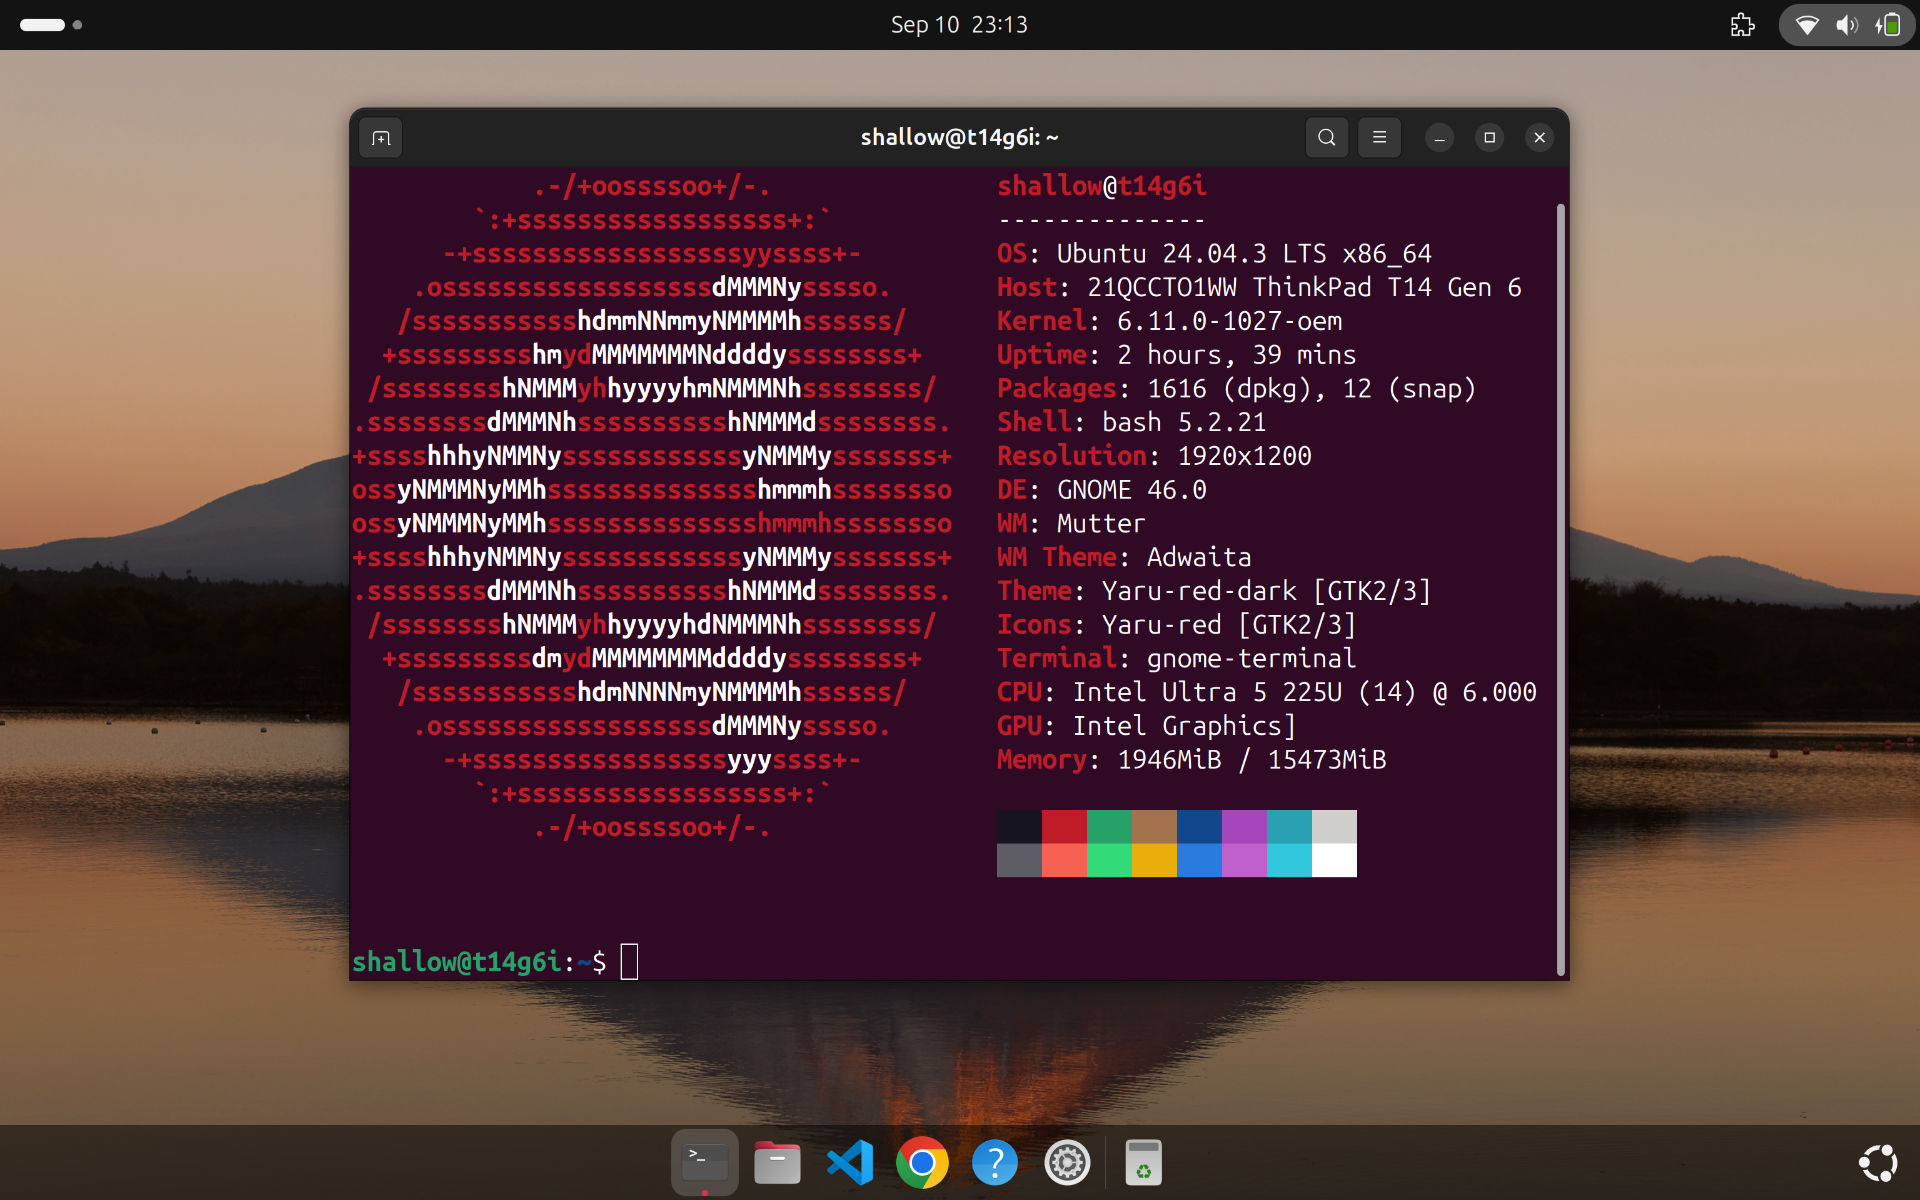 Sep 10 23:13
shallow@t14g6i: ~
.-/+oossssoo+/-.
`:+ssssssssssssssssss+:`
-+ssssssssssssssssssyyssss+-
.ossssssssssssssssssdMMMNysssso.
/ssssssssssshdmmNNmmyNMMMMhssssss/
+ssssssssshmydMMMMMMMNddddyssssssss+
/sssssssshNMMMyhhyyyyhmNMMMNhssssssss/
.ssssssssdMMMNhsssssssssshNMMMdssssssss.
+sssshhhyNMMNyssssssssssssyNMMMysssssss+
ossyNMMMNyMMhsssssssssssssshmmmhssssssso
ossyNMMMNyMMhsssssssssssssshmmmhssssssso
+sssshhhyNMMNyssssssssssssyNMMMysssssss+
.ssssssssdMMMNhsssssssssshNMMMdssssssss.
/sssssssshNMMMyhhyyyyhdNMMMNhssssssss/
+sssssssssdmydMMMMMMMMddddyssssssss+
/ssssssssssshdmNNNNmyNMMMMhssssss/
.ossssssssssssssssssdMMMNysssso.
-+sssssssssssssssssyyyssss+-
`:+ssssssssssssssssss+:`
.-/+oossssoo+/-.
shallow@t14g6i
--------------
OS: Ubuntu 24.04.3 LTS x86_64
Host: 21QCCTO1WW ThinkPad T14 Gen 6
Kernel: 6.11.0-1027-oem
Uptime: 2 hours, 39 mins
Packages: 1616 (dpkg), 12 (snap)
Shell: bash 5.2.21
Resolution: 1920x1200
DE: GNOME 46.0
WM: Mutter
WM Theme: Adwaita
Theme: Yaru-red-dark [GTK2/3]
Icons: Yaru-red [GTK2/3]
Terminal: gnome-terminal
CPU: Intel Ultra 5 225U (14) @ 6.000
GPU: Intel Graphics]
Memory: 1946MiB / 15473MiB
shallow@t14g6i:~$